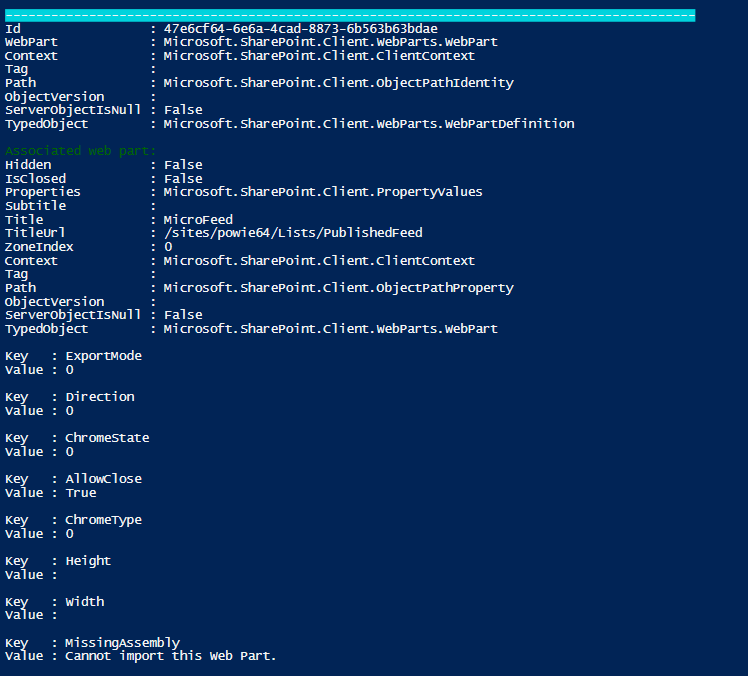 Id                 : 47e6cf64-6e6a-4cad-8873-6b563b63bdae
WebPart            : Microsoft.SharePoint.Client.WebParts.WebPart
Context            : Microsoft.SharePoint.Client.ClientContext
Tag                :
Path               : Microsoft.SharePoint.Client.ObjectPathIdentity
ObjectVersion      :
ServerObjectIsNull : False
TypedObject        : Microsoft.SharePoint.Client.WebParts.WebPartDefinition
Associated web part:
Hidden             : False
IsClosed           : False
Properties         : Microsoft.SharePoint.Client.PropertyValues
Subtitle           :
Title              : MicroFeed
TitleUrl           : /sites/powie64/Lists/PublishedFeed
ZoneIndex          : 0
Context            : Microsoft.SharePoint.Client.ClientContext
Tag                :
Path               : Microsoft.SharePoint.Client.ObjectPathProperty
ObjectVersion      :
ServerObjectIsNull : False
TypedObject        : Microsoft.SharePoint.Client.WebParts.WebPart
Key   : ExportMode
Value : 0
Key   : Direction
Value : 0
Key   : ChromeState
Value : 0
Key   : AllowClose
Value : True
Key   : ChromeType
Value : 0
Key   : Height
Value :
Key   : Width
Value :
Key   : MissingAssembly
Value : Cannot import this Web Part.